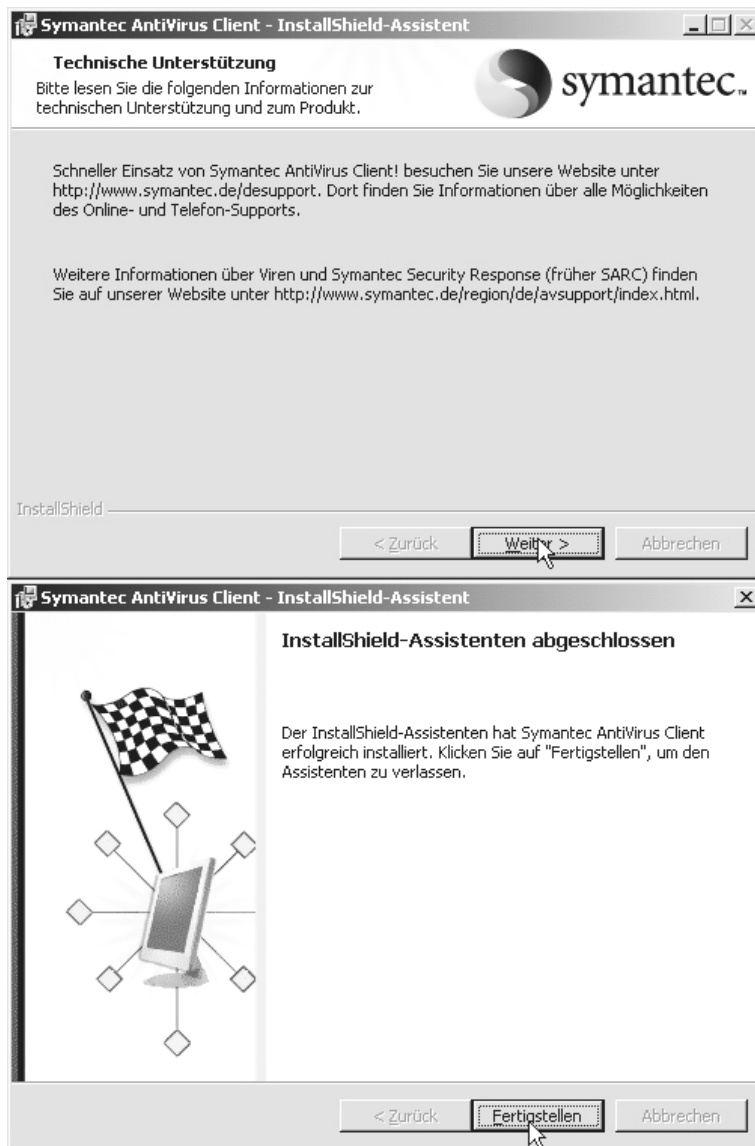 Symantec AntiVirus Client - InstallShield-Assistent
Technische Unterstützung
Bitte lesen Sie die folgenden Informationen zur
technischen Unterstützung und zum Produkt.
symantec™
Schneller Einsatz von Symantec AntiVirus Client! besuchen Sie unsere Website unter
http://www.symantec.de/desupport. Dort finden Sie Informationen über alle Möglichkeiten
des Online- und Telefon-Supports.
Weitere Informationen über Viren und Symantec Security Response (früher SARC) finden
Sie auf unserer Website unter http://www.symantec.de/region/de/avsupport/index.html.
InstallShield
< Zurück Weiter > Abbrechen
Symantec AntiVirus Client - InstallShield-Assistent
InstallShield-Assistenten abgeschlossen
Der InstallShield-Assistenten hat Symantec AntiVirus Client
erfolgreich installiert. Klicken Sie auf "Fertigstellen", um den
Assistenten zu verlassen.
< Zurück Fertigstellen Abbrechen